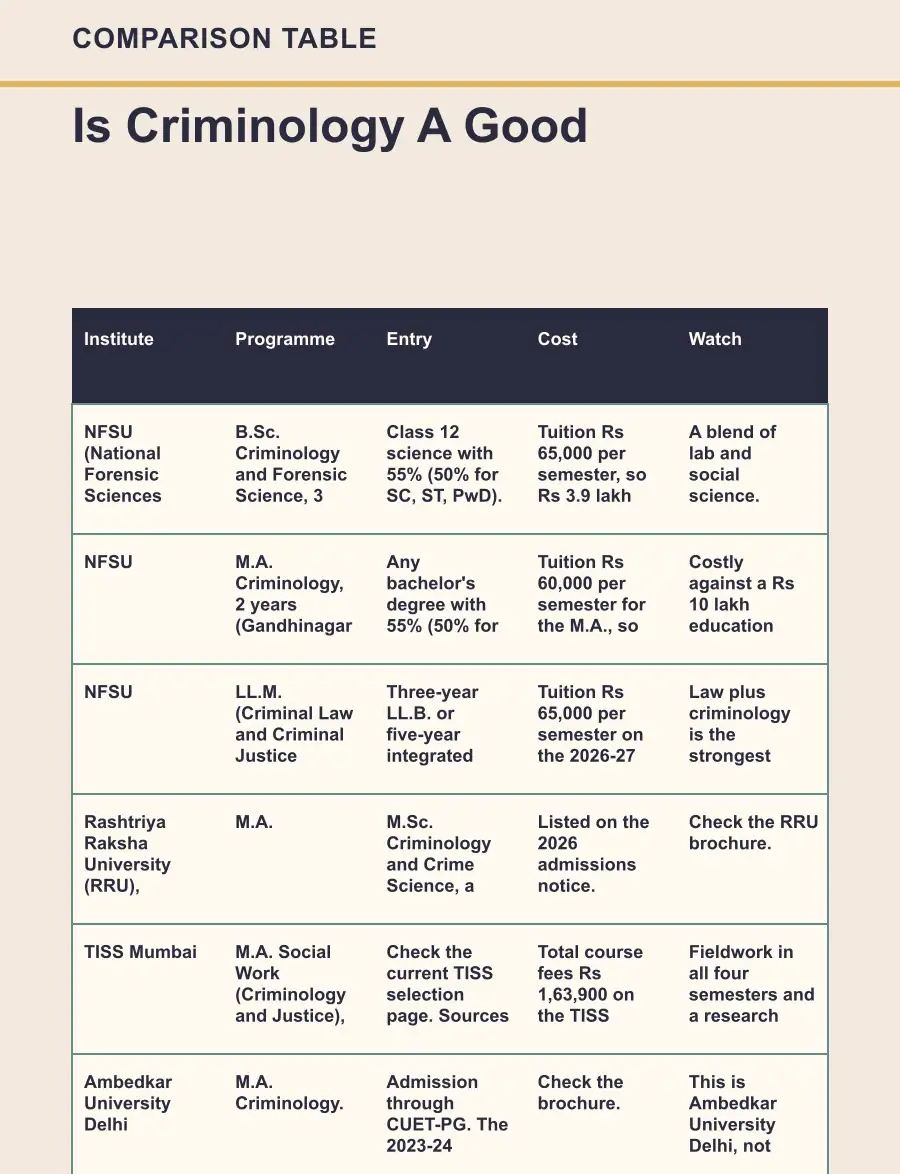 COMPARISON TABLE
Is Criminology A Good
Institute Programme Entry Cost Watch
NFSU
(National
Forensic
Sciences
B.Sc.
Criminology
and Forensic
Science, 3
Class 12
science with
55% (50% for
SC, ST, PwD).
Tuition Rs
65,000 per
semester, so
Rs 3.9 lakh
A blend of
lab and
social
science.
NFSU
M.A.
Criminology,
2 years
(Gandhinagar
Any
bachelor's
degree with
55% (50% for
Tuition Rs
60,000 per
semester for
the M.A., so
Costly
against a Rs
10 lakh
education
NFSU
LL.M.
(Criminal Law
and Criminal
Justice
Three-year
LL.B. or
five-year
integrated
Tuition Rs
65,000 per
semester on
the 2026-27
Law plus
criminology
is the
strongest
Rashtriya
Raksha
University
(RRU),
M.A.
M.Sc.
Criminology
and Crime
Science, a
Listed on the
2026
admissions
notice.
Check the RRU
brochure.
TISS Mumbai
M.A. Social
Work
(Criminology
and Justice),
Check the
current TISS
selection
page. Sources
Total course
fees Rs
1,63,900 on
the TISS
Fieldwork in
all four
semesters and
a research
Ambedkar
University
Delhi
M.A.
Criminology.
Admission
through
CUET-PG. The
2023-24
Check the
brochure.
This is
Ambedkar
University
Delhi, not